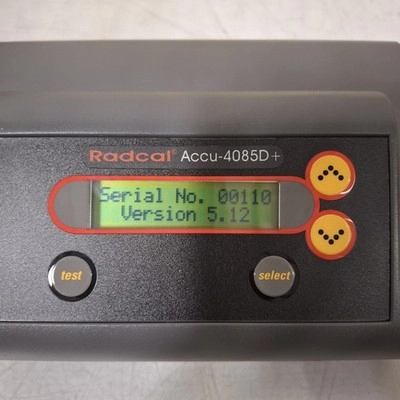 Radcal® Accu-4085D+
Serial No. 00110
Version 5.12
test
select